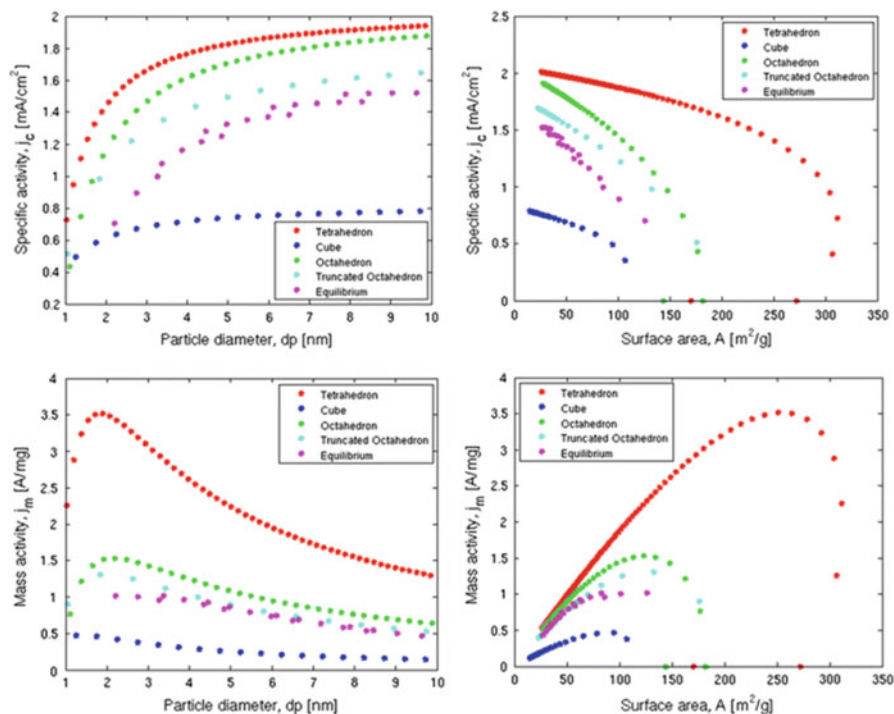 2
1.8
1.6
1.4
1.2
1
0.8
0.6
0.4
0.2
Specific activity, j_c [mA/cm²]
Tetrahedron
Cube
Octahedron
Truncated Octahedron
Equilibrium
1 2 3 4 5 6 7 8 9 10
Particle diameter, dp [nm]
2.5
2
1.5
1
0.5
0
Specific activity, j_c [mA/cm²]
Tetrahedron
Cube
Octahedron
Truncated Octahedron
Equilibrium
0 50 100 150 200 250 300 350
Surface area, A [m²/g]
4
3.5
3
2.5
2
1.5
1
0.5
0
Mass activity, j_m [A/mg]
Tetrahedron
Cube
Octahedron
Truncated Octahedron
Equilibrium
1 2 3 4 5 6 7 8 9 10
Particle diameter, dp [nm]
4
3.5
3
2.5
2
1.5
1
0.5
0
Mass activity, j_m [A/mg]
Tetrahedron
Cube
Octahedron
Truncated Octahedron
Equilibrium
0 50 100 150 200 250 300 350
Surface area, A [m²/g]